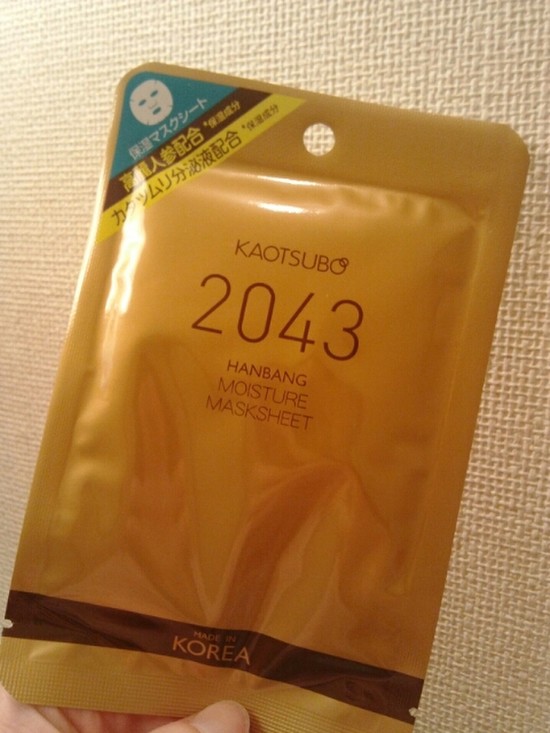 保湿マスクシート
高麗人参配合 *保湿成分
カタツムリ分泌液配合 *保湿成分
KAOTSUBO
2043
HANBANG
MOISTURE
MASKSHEET
MADE IN
KOREA